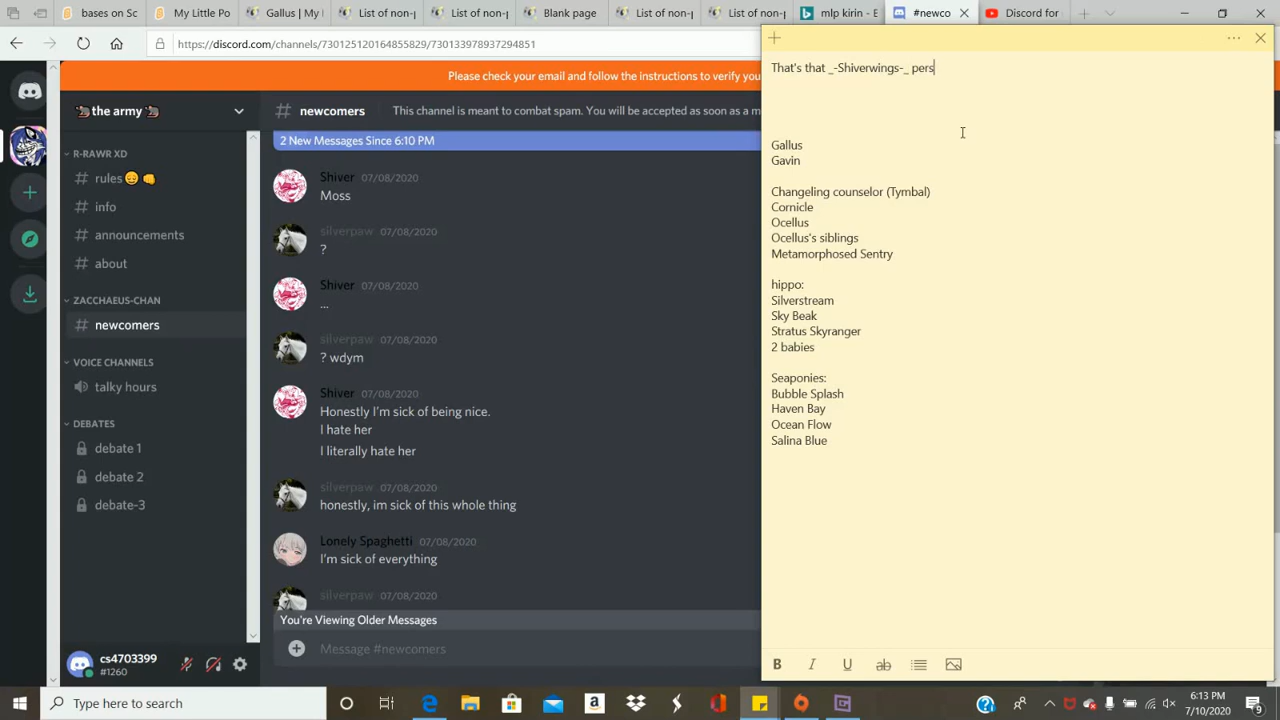 basaw Sc
My Little Po
Gallus | My
List of non-
List of non-
Blank page
List of non-
List of non-
List of non-
mlp kirin - B
#newco
Discord for
https://discord.com/channels/730125120164855829/730133978937294851
Please check your email and follow the instructions to verify you
the army
# newcomers
This channel is meant to combat spam. You will be accepted as soon as a m
2 New Messages Since 6:10 PM
R-RAWR XD
# rules
# info
# announcements
# about
ZACCHAEUS-CHAN
# newcomers
VOICE CHANNELS
talky hours
DEBATES
debate 1
debate 2
debate-3
cs4703399
#1260
Shiver 07/08/2020
Moss
silverpaw 07/08/2020
?
Shiver 07/08/2020
...
silverpaw 07/08/2020
? wdym
Shiver 07/08/2020
Honestly I'm sick of being nice.
I hate her
I literally hate her
silverpaw 07/08/2020
honestly, im sick of this whole thing
Lonely Spaghetti 07/08/2020
I'm sick of everything
silverpaw 07/08/2020
You're Viewing Older Messages
Message #newcomers
That's that _-Shiverwings-_ pers
Gallus
Gavin
Changeling counselor (Tymbal)
Cornicle
Ocellus
Ocellus's siblings
Metamorphosed Sentry
hippo:
Silverstream
Sky Beak
Stratus Skyranger
2 babies
Seaponies:
Bubble Splash
Haven Bay
Ocean Flow
Salina Blue
B I U ab
Type here to search
6:13 PM
7/10/2020
9